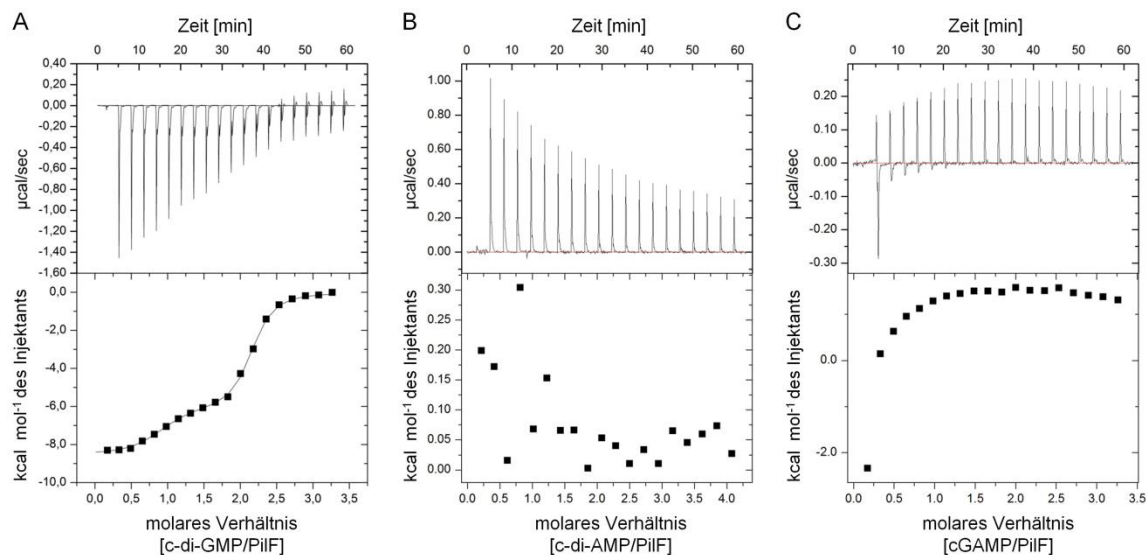 A
Zeit [min]
0 10 20 30 40 50 60
0,40
0,20
0,00
-0,20
-0,40
-0,60
-0,80
-1,00
-1,20
-1,40
-1,60
µcal/sec
0,0
-2,0
-4,0
-6,0
-8,0
-10,0
kcal mol⁻¹ des Injektants
0,0 0,5 1,0 1,5 2,0 2,5 3,0 3,5
molares Verhältnis
[c-di-GMP/PilF]
B
Zeit [min]
0 10 20 30 40 50 60
1.00
0.80
0.60
0.40
0.20
0.00
µcal/sec
0.30
0.25
0.20
0.15
0.10
0.05
0.00
kcal mol⁻¹ des Injektants
0.0 0.5 1.0 1.5 2.0 2.5 3.0 3.5 4.0
molares Verhältnis
[c-di-AMP/PilF]
C
Zeit [min]
0 10 20 30 40 50 60
0.20
0.10
0.00
-0.10
-0.20
-0.30
µcal/sec
0.0
-2.0
kcal mol⁻¹ des Injektants
0.0 0.5 1.0 1.5 2.0 2.5 3.0 3.5
molares Verhältnis
[cGAMP/PilF]